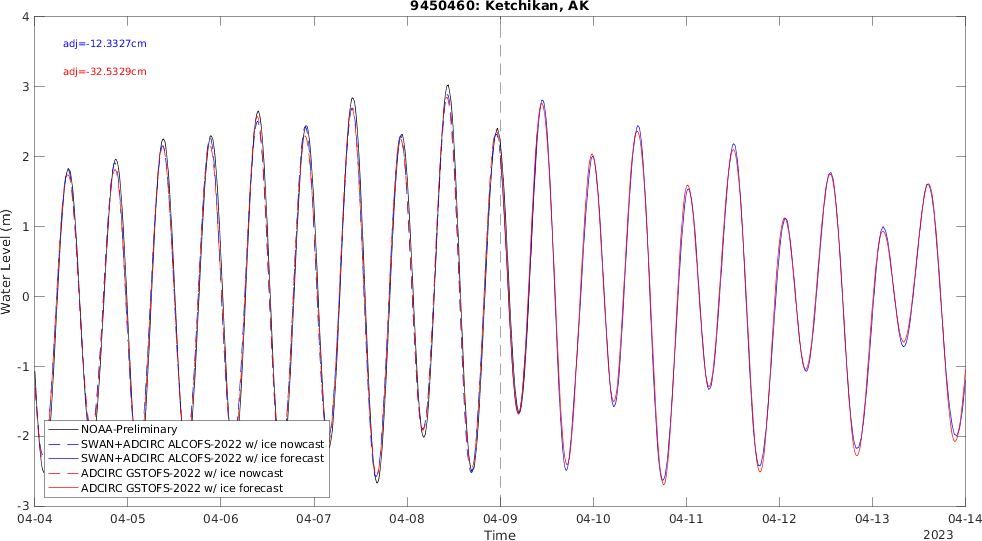 9450460: Ketchikan, AK
adj=-12.3327cm
adj=-32.5329cm
Water Level (m)
4
3
2
1
0
-1
-2
-3
NOAA-Preliminary
SWAN+ADCIRC ALCOFS-2022 w/ ice nowcast
SWAN+ADCIRC ALCOFS-2022 w/ ice forecast
ADCIRC GSTOFS-2022 w/ ice nowcast
ADCIRC GSTOFS-2022 w/ ice forecast
04-04 04-05 04-06 04-07 04-08 04-09 04-10 04-11 04-12 04-13 04-14
Time
2023